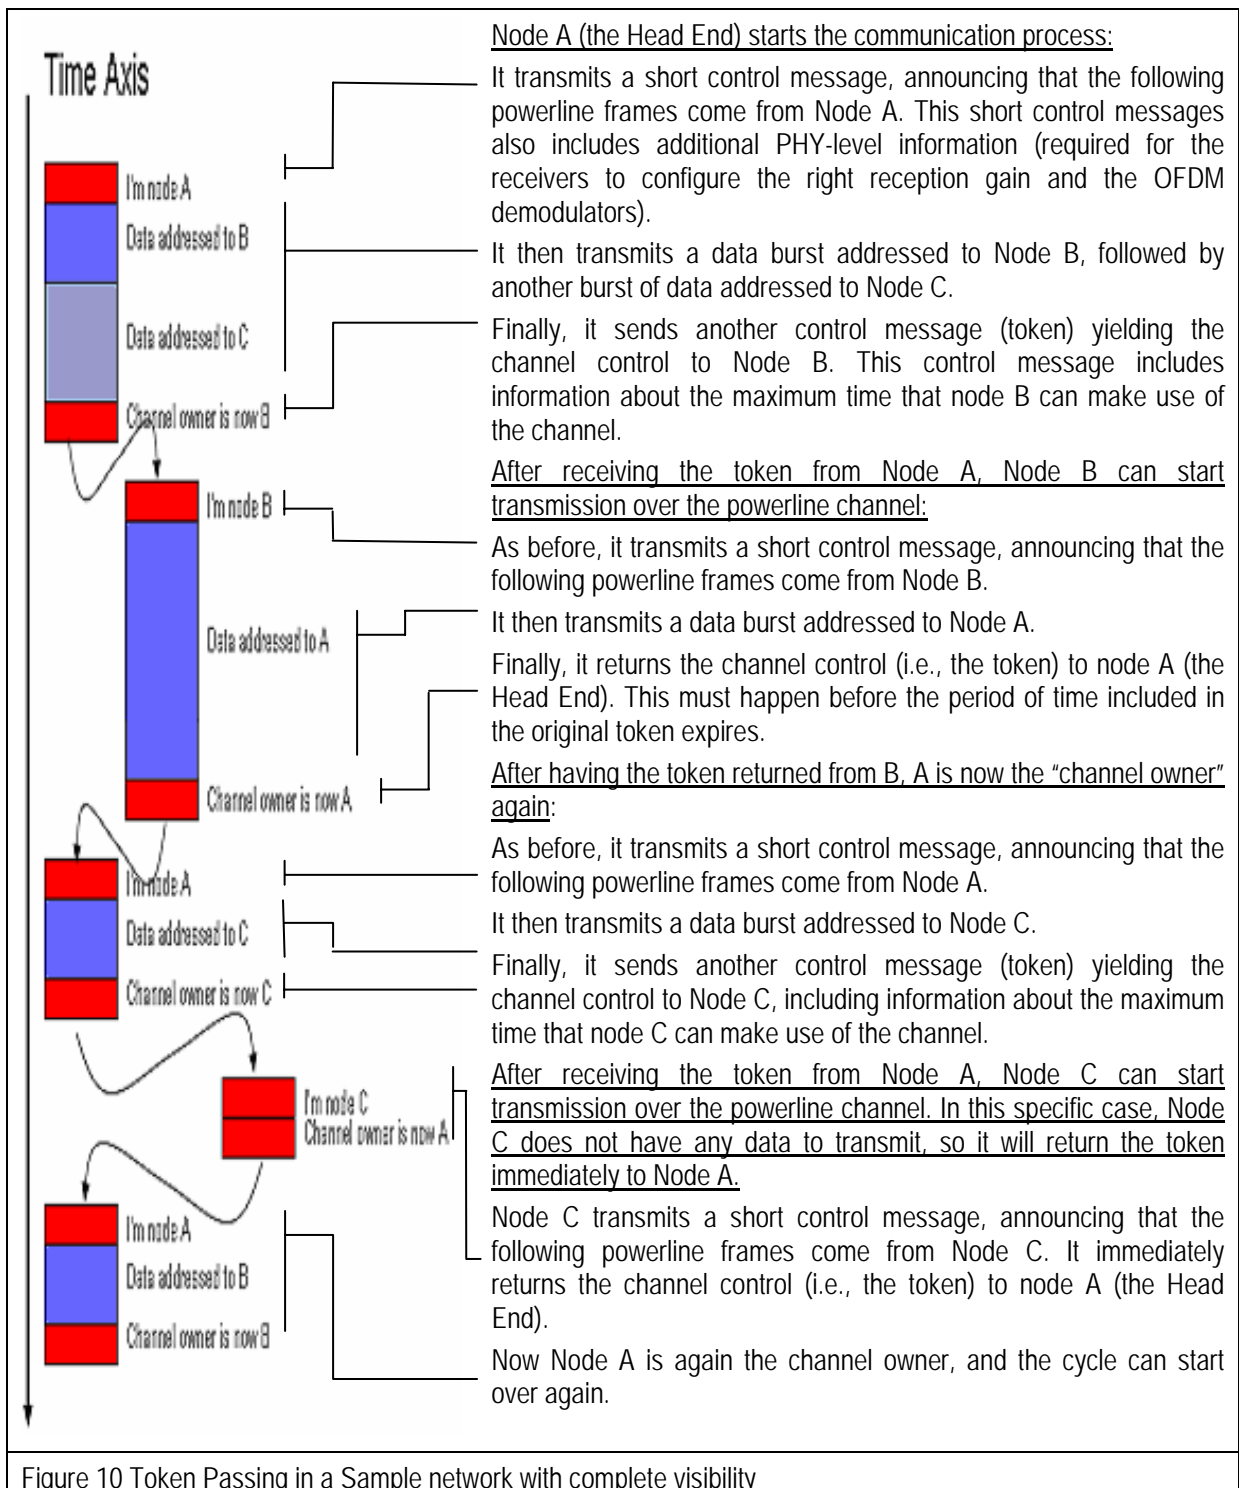 Time Axis
I'm node A
Data addressed to B
Data addressed to C
Channel owner is now B
I'm node B
Data addressed to A
Channel owner is now A
I'm node A
Data addressed to C
Channel owner is now C
I'm node C
Channel owner is now A
I'm node A
Data addressed to B
Channel owner is now B
Node A (the Head End) starts the communication process:
It transmits a short control message, announcing that the following
powerline frames come from Node A. This short control messages
also includes additional PHY-level information (required for the
receivers to configure the right reception gain and the OFDM
demodulators).
It then transmits a data burst addressed to Node B, followed by
another burst of data addressed to Node C.
Finally, it sends another control message (token) yielding the
channel control to Node B. This control message includes
information about the maximum time that node B can make use of
the channel.
After receiving the token from Node A, Node B can start
transmission over the powerline channel:
As before, it transmits a short control message, announcing that the
following powerline frames come from Node B.
It then transmits a data burst addressed to Node A.
Finally, it returns the channel control (i.e., the token) to node A (the
Head End). This must happen before the period of time included in
the original token expires.
After having the token returned from B, A is now the “channel owner”
again:
As before, it transmits a short control message, announcing that the
following powerline frames come from Node A.
It then transmits a data burst addressed to Node C.
Finally, it sends another control message (token) yielding the
channel control to Node C, including information about the maximum
time that node C can make use of the channel.
After receiving the token from Node A, Node C can start
transmission over the powerline channel. In this specific case, Node
C does not have any data to transmit, so it will return the token
immediately to Node A.
Node C transmits a short control message, announcing that the
following powerline frames come from Node C. It immediately
returns the channel control (i.e., the token) to node A (the Head
End).
Now Node A is again the channel owner, and the cycle can start
over again.
Figure 10 Token Passing in a Sample network with complete visibility